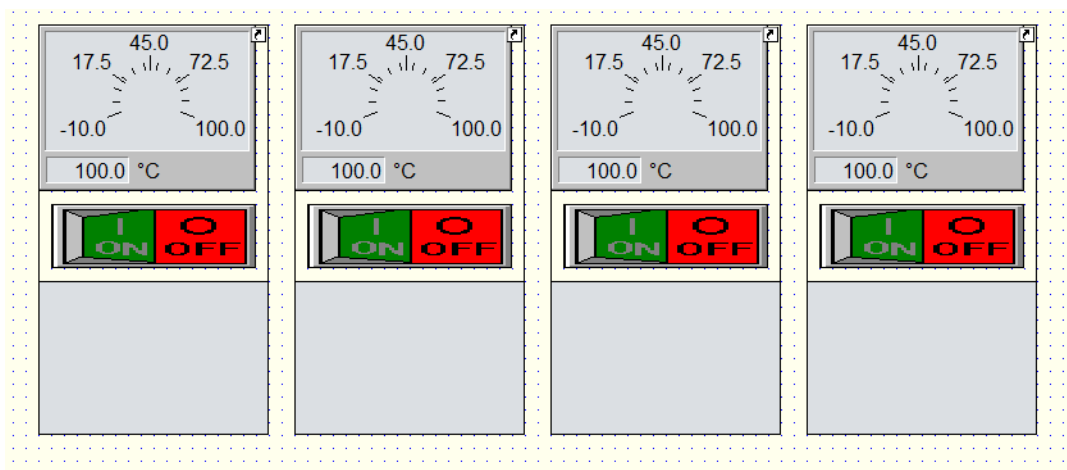 45.0 45.0 45.0 45.0
17.5 72.5 17.5 72.5 17.5 72.5 17.5 72.5
-10.0 100.0 -10.0 100.0 -10.0 100.0 -10.0 100.0
100.0 °C 100.0 °C 100.0 °C 100.0 °C
I O I O I O I O
ON OFF ON OFF ON OFF ON OFF